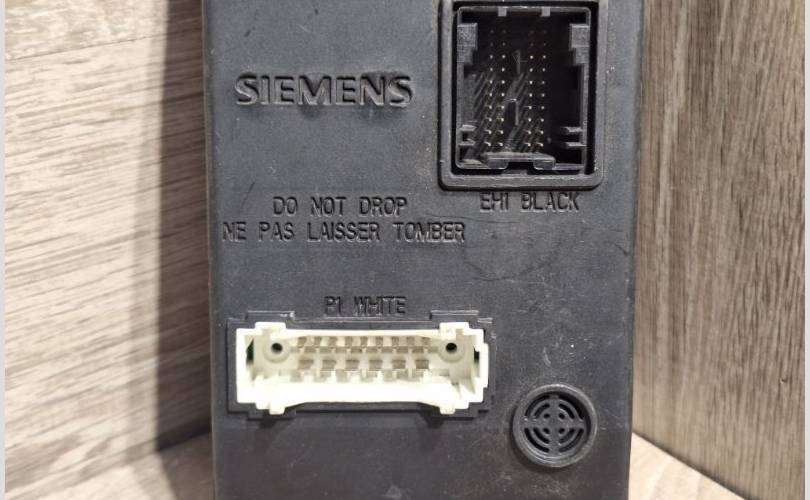 SIEMENS
EH1 BLACK
DO NOT DROP
NE PAS LAISSER TOMBER
P1 WHITE